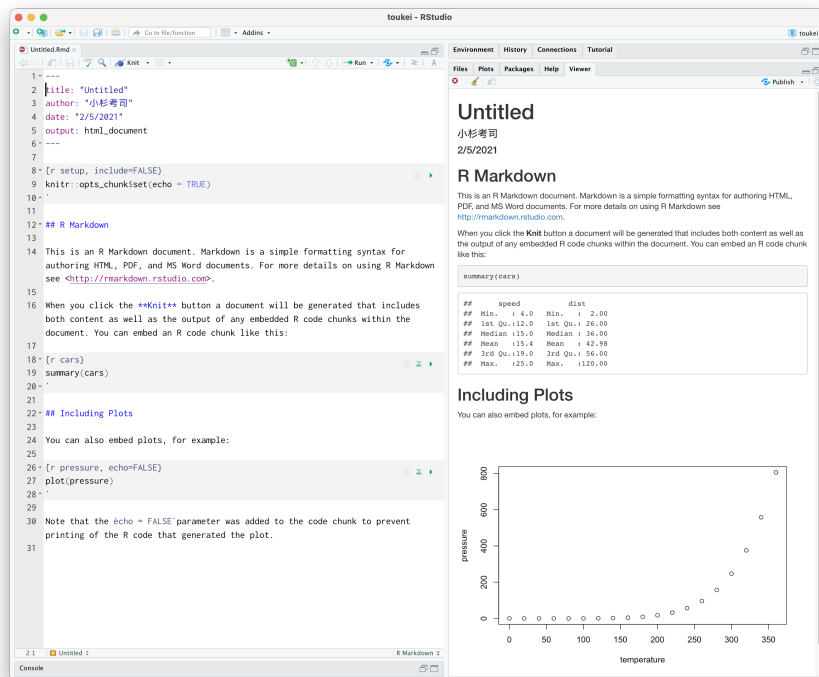 toukei - RStudio
Go to file/function
Addins
toukei
Untitled.Rmd
Knit
Run
1 ---
2 title: "Untitled"
3 author: "小杉考司"
4 date: "2/5/2021"
5 output: html_document
6 ---
7
8 {r setup, include=FALSE}
9 knitr::opts_chunk$set(echo = TRUE)
10 `
11
12 ## R Markdown
13
14 This is an R Markdown document. Markdown is a simple formatting syntax for
authoring HTML, PDF, and MS Word documents. For more details on using R Markdown
see <http://rmarkdown.rstudio.com>.
15
16 When you click the **Knit** button a document will be generated that includes
both content as well as the output of any embedded R code chunks within the
document. You can embed an R code chunk like this:
17
18 {r cars}
19 summary(cars)
20 `
21
22 ## Including Plots
23
24 You can also embed plots, for example:
25
26 {r pressure, echo=FALSE}
27 plot(pressure)
28 `
29
30 Note that the `echo = FALSE` parameter was added to the code chunk to prevent
printing of the R code that generated the plot.
31
2:1 Untitled
R Markdown
Console
Environment History Connections Tutorial
Files Plots Packages Help Viewer
Publish
Untitled
小杉考司
2/5/2021
R Markdown
This is an R Markdown document. Markdown is a simple formatting syntax for authoring HTML,
PDF, and MS Word documents. For more details on using R Markdown see
http://rmarkdown.rstudio.com.
When you click the Knit button a document will be generated that includes both content as well as
the output of any embedded R code chunks within the document. You can embed an R code chunk
like this:
summary(cars)
## speed dist
## Min. : 4.0 Min. : 2.00
## 1st Qu.:12.0 1st Qu.: 26.00
## Median :15.0 Median : 36.00
## Mean :15.4 Mean : 42.98
## 3rd Qu.:19.0 3rd Qu.: 56.00
## Max. :25.0 Max. :120.00
Including Plots
You can also embed plots, for example:
800
600
400
200
0
pressure
0 50 100 150 200 250 300 350
temperature